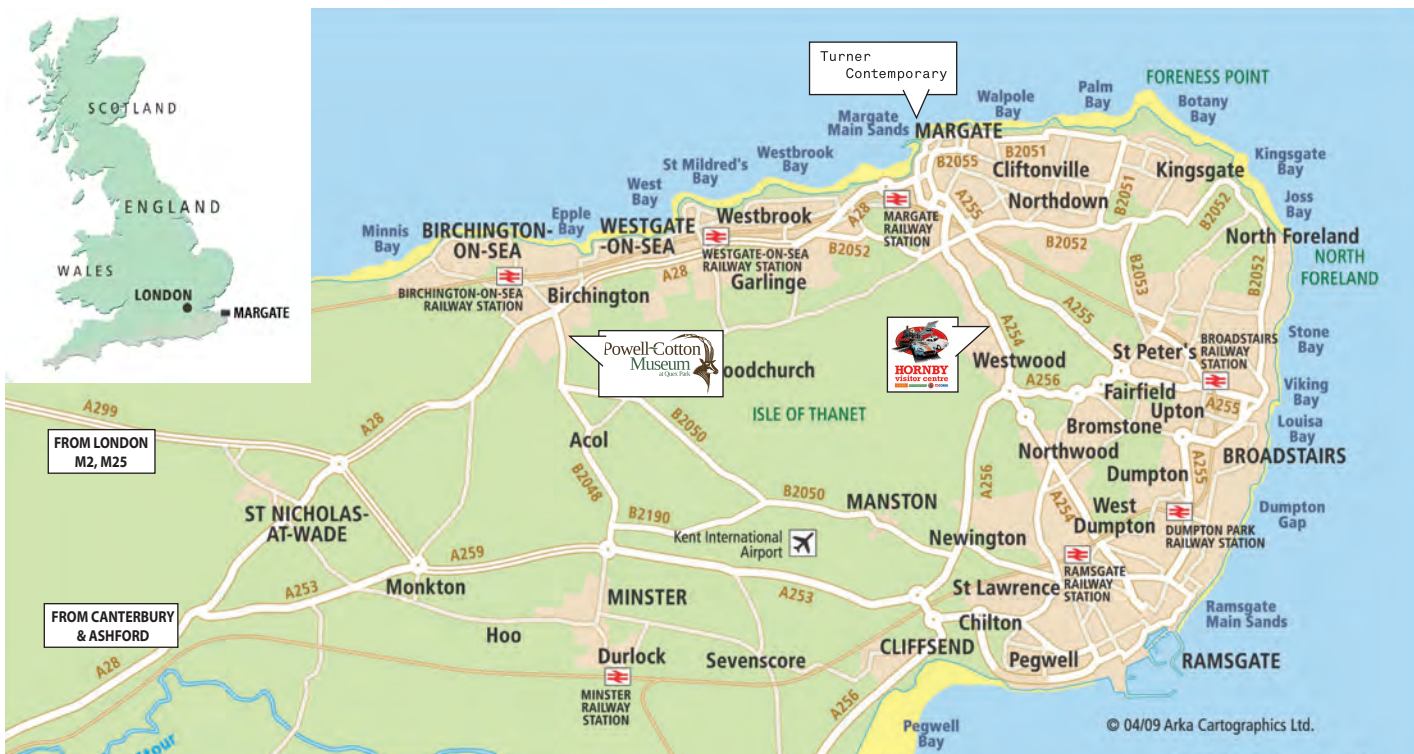 SCOTLAND
ENGLAND
WALES
LONDON
MARGATE
Turner
Contemporary
FORENESS POINT
Palm
Bay
Walpole
Bay
Botany
Bay
Margate
Main Sands
MARGATE
B2051
B2055
Cliftonville
Kingsgate
Kingsgate
Bay
Westbrook
Bay
St Mildred's
Bay
West
Bay
Epple
Bay
Minnis
Bay
BIRCHINGTON-
ON-SEA
WESTGATE
-ON-SEA
Westbrook
A28
MARGATE
RAILWAY
STATION
A255
Northdown
B2051
B2052
Joss
Bay
North Foreland
NORTH
FORELAND
B2052
B2052
B2052
B2053
WESTGATE-ON-SEA
RAILWAY STATION
Garlinge
A28
BIRCHINGTON-ON-SEA
RAILWAY STATION
Birchington
Powell-Cotton
Museum
at Quex Park
oodchurch
HORNBY
visitor centre
A254
A255
Westwood
St Peter's
BROADSTAIRS
RAILWAY
STATION
Stone
Bay
A256
Fairfield
Upton
A255
Viking
Bay
Bromstone
Louisa
Bay
BROADSTAIRS
ISLE OF THANET
A299
FROM LONDON
M2, M25
A28
Acol
B2050
Northwood
Dumpton
A255
B2048
B2050
MANSTON
A256
A254
West
Dumpton
Dumpton
Gap
DUMPTON PARK
RAILWAY STATION
ST NICHOLAS-
AT-WADE
B2190
Kent International
Airport
Newington
RAMSGATE
RAILWAY
STATION
A259
Monkton
A253
A253
St Lawrence
MINSTER
Chilton
Ramsgate
Main Sands
FROM CANTERBURY
& ASHFORD
Hoo
Durlock
Sevenscore
CLIFFSEND
Pegwell
RAMSGATE
A28
MINSTER
RAILWAY
STATION
A256
Pegwell
Bay
© 04/09 Arka Cartographics Ltd.